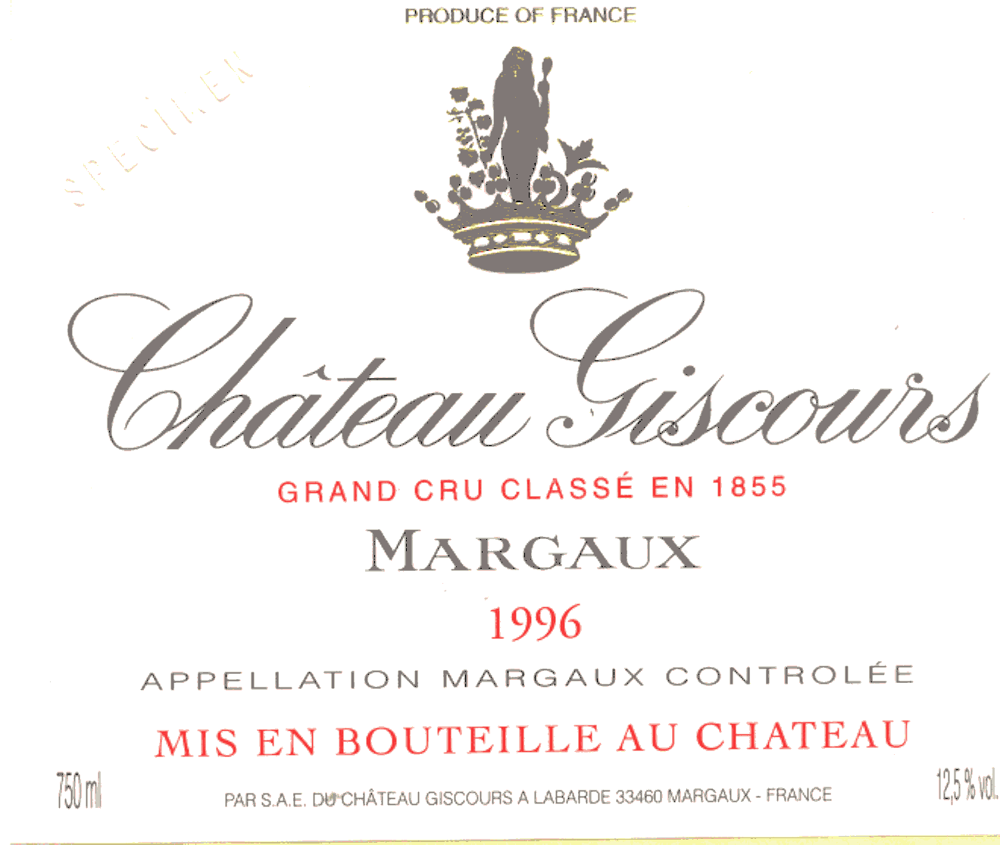 PRODUCE OF FRANCE
SPECIMEN
Château Giscours
GRAND CRU CLASSÉ EN 1855
MARGAUX
1996
APPELLATION MARGAUX CONTROLÉE
MIS EN BOUTEILLE AU CHATEAU
750 ml
PAR S.A.E. DU CHÂTEAU GISCOURS A LABARDE 33460 MARGAUX - FRANCE
12,5 % vol.